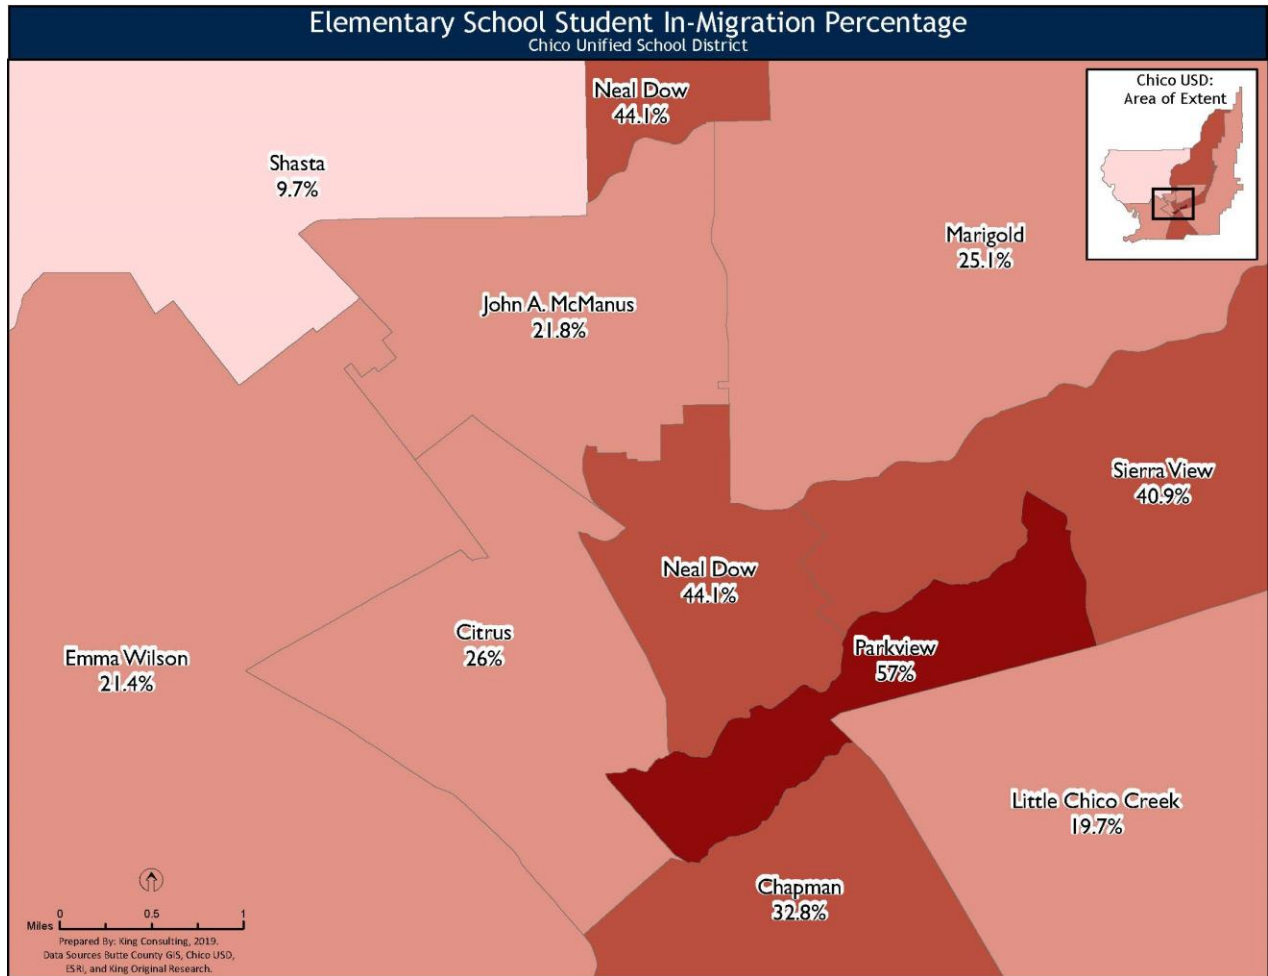 Elementary School Student In-Migration Percentage
Chico Unified School District
Neal Dow
44.1%
Chico USD:
Area of Extent
Shasta
9.7%
Marigold
25.1%
John A. McManus
21.8%
Sierra View
40.9%
Neal Dow
44.1%
Citrus
26%
Parkview
57%
Emma Wilson
21.4%
Little Chico Creek
19.7%
Chapman
32.8%
0 0.5 1
Miles
Prepared By: King Consulting, 2019.
Data Sources Butte County GIS, Chico USD,
ESRI, and King Original Research.